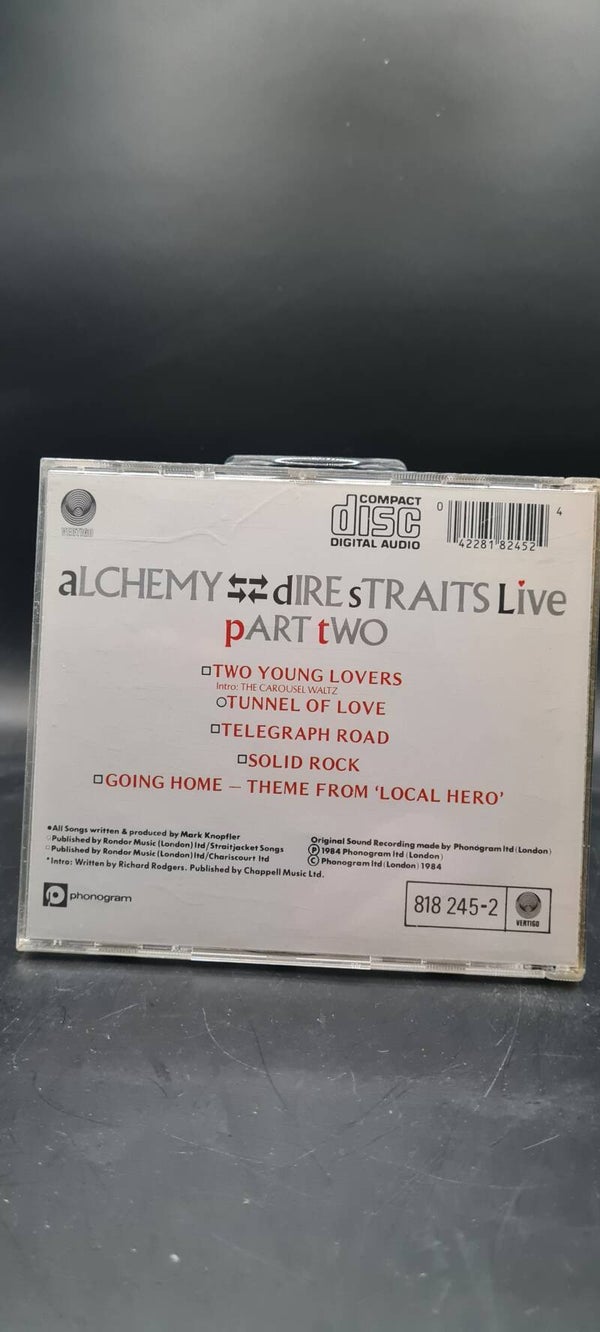 VERTIGO
COMPACT
disc
DIGITAL AUDIO
0 42281 82452 4
aLCHEMY dIRE sTRAITS Live
pART tWO
TWO YOUNG LOVERS
Intro: THE CAROUSEL WALTZ
TUNNEL OF LOVE
TELEGRAPH ROAD
SOLID ROCK
GOING HOME – THEME FROM ‘LOCAL HERO’
All Songs written & produced by Mark Knopfler
Published by Rondor Music (London) ltd/Straitjacket Songs
Published by Rondor Music (London) ltd/Chariscourt ltd
*Intro: Written by Richard Rodgers. Published by Chappell Music Ltd.
Original Sound Recording made by Phonogram ltd (London)
Ⓟ 1984 Phonogram ltd (London)
© Phonogram ltd (London) 1984
phonogram
818 245-2
VERTIGO